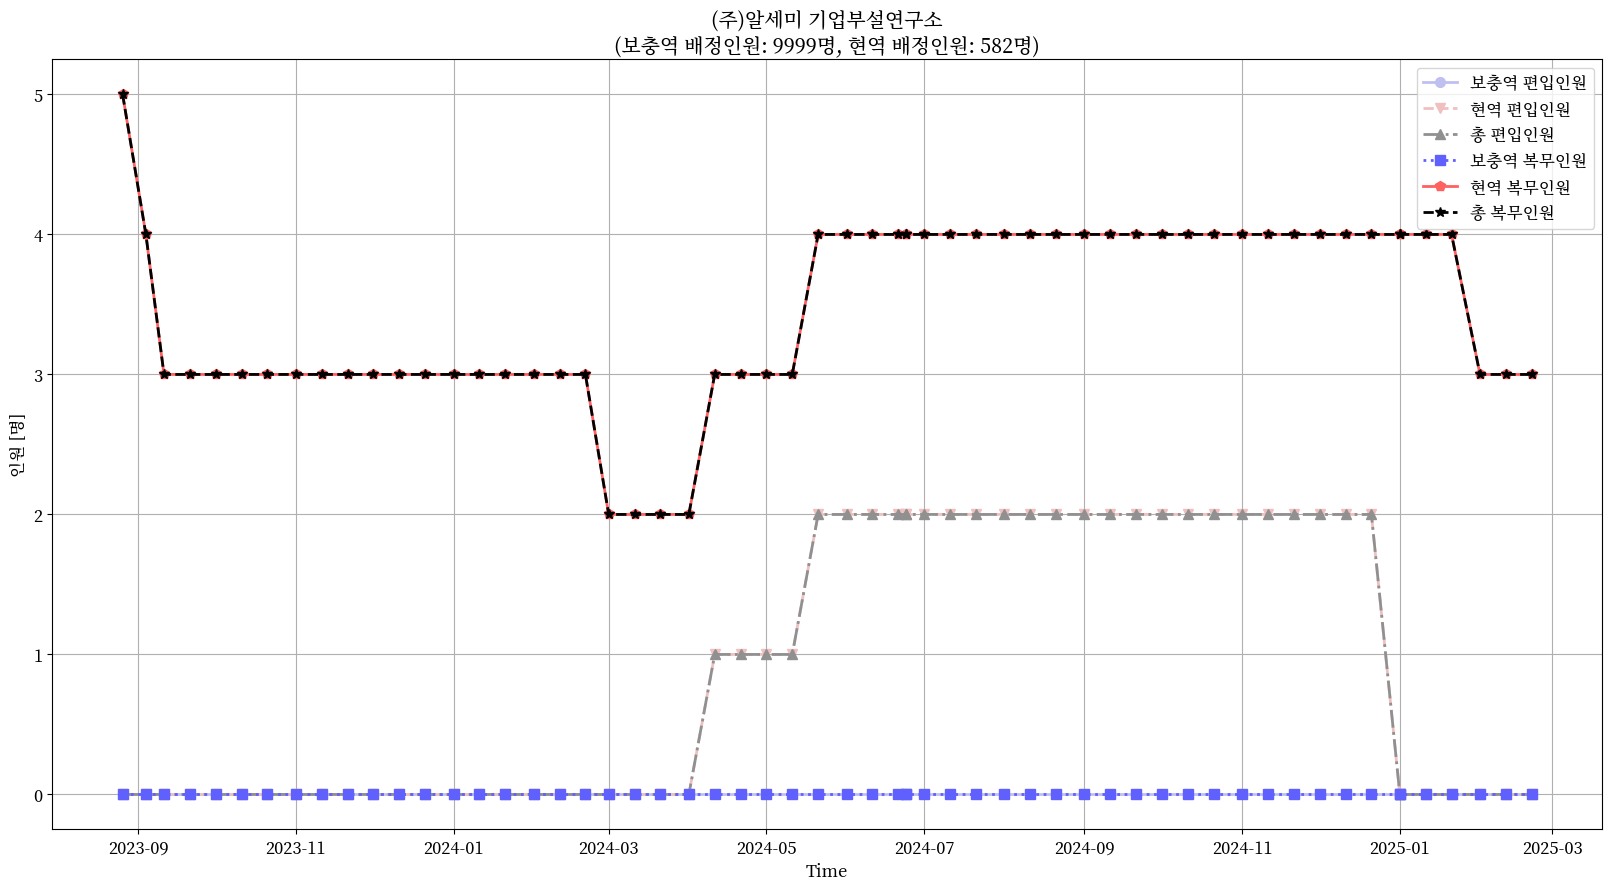 (주)알세미 기업부설연구소
(보충역 배정인원: 9999명, 현역 배정인원: 582명)
보충역 편입인원
현역 편입인원
총 편입인원
보충역 복무인원
현역 복무인원
총 복무인원
인원 [명]
5
4
3
2
1
0
2023-09
2023-11
2024-01
2024-03
2024-05
2024-07
2024-09
2024-11
2025-01
2025-03
Time